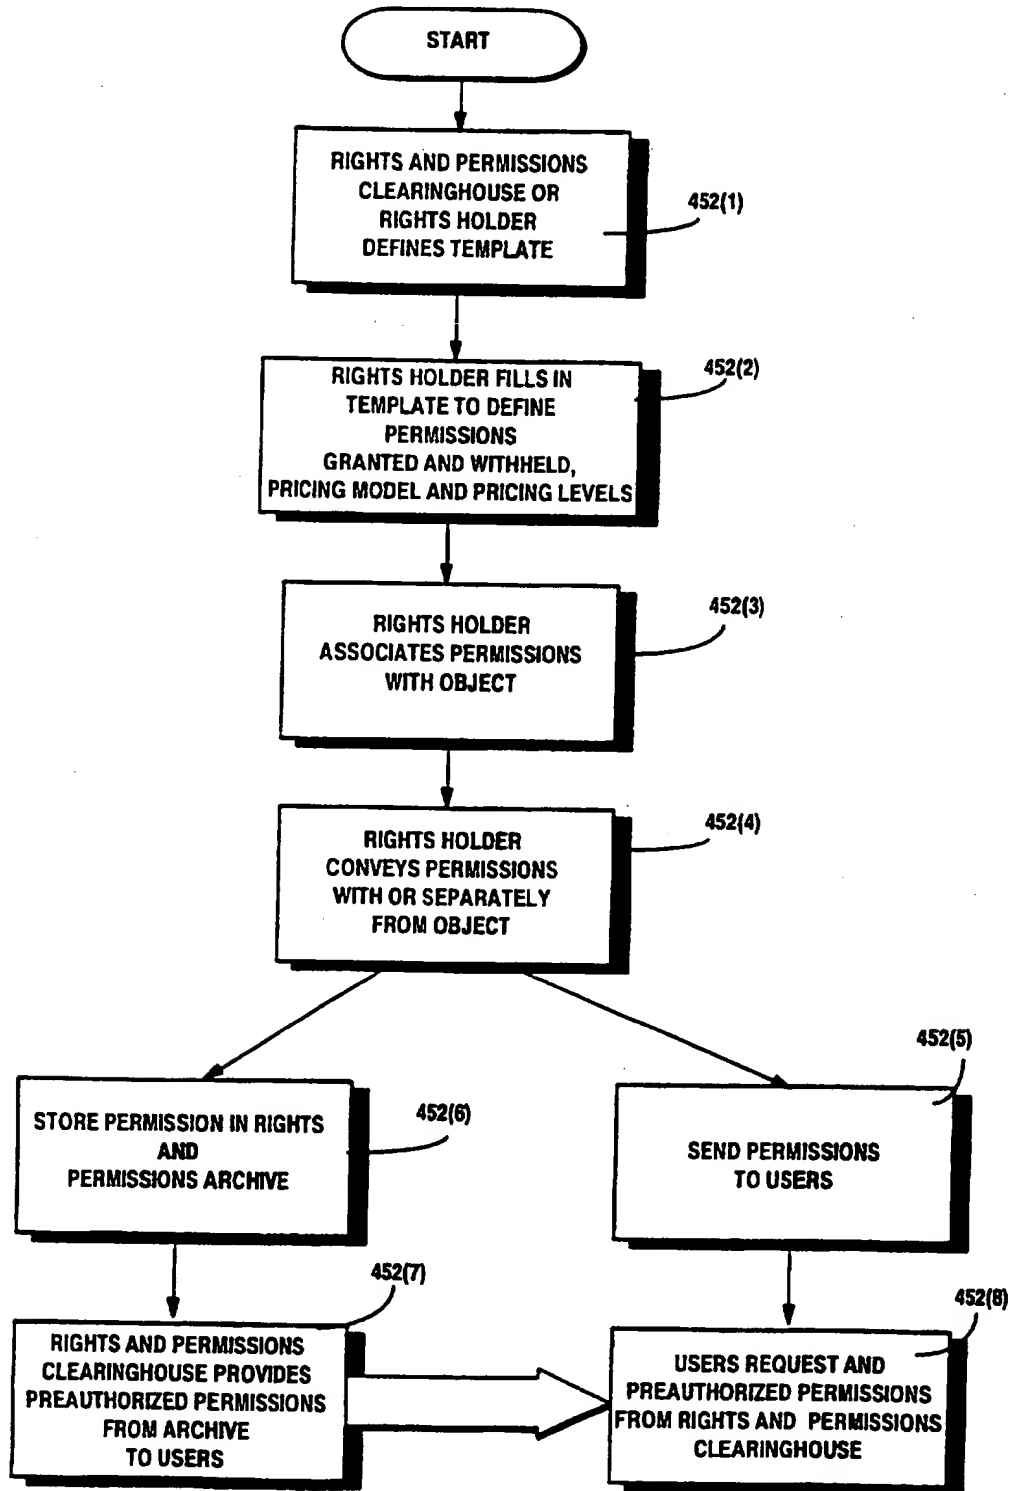 START
RIGHTS AND PERMISSIONS
CLEARINGHOUSE OR
RIGHTS HOLDER
DEFINES TEMPLATE
452(1)
RIGHTS HOLDER FILLS IN
TEMPLATE TO DEFINE
PERMISSIONS
GRANTED AND WITHHELD,
PRICING MODEL AND PRICING LEVELS
452(2)
RIGHTS HOLDER
ASSOCIATES PERMISSIONS
WITH OBJECT
452(3)
RIGHTS HOLDER
CONVEYS PERMISSIONS
WITH OR SEPARATELY
FROM OBJECT
452(4)
STORE PERMISSION IN RIGHTS
AND
PERMISSIONS ARCHIVE
452(6)
SEND PERMISSIONS
TO USERS
452(5)
RIGHTS AND PERMISSIONS
CLEARINGHOUSE PROVIDES
PREAUTHORIZED PERMISSIONS
FROM ARCHIVE
TO USERS
452(7)
USERS REQUEST AND
PREAUTHORIZED PERMISSIONS
FROM RIGHTS AND PERMISSIONS
CLEARINGHOUSE
452(8)